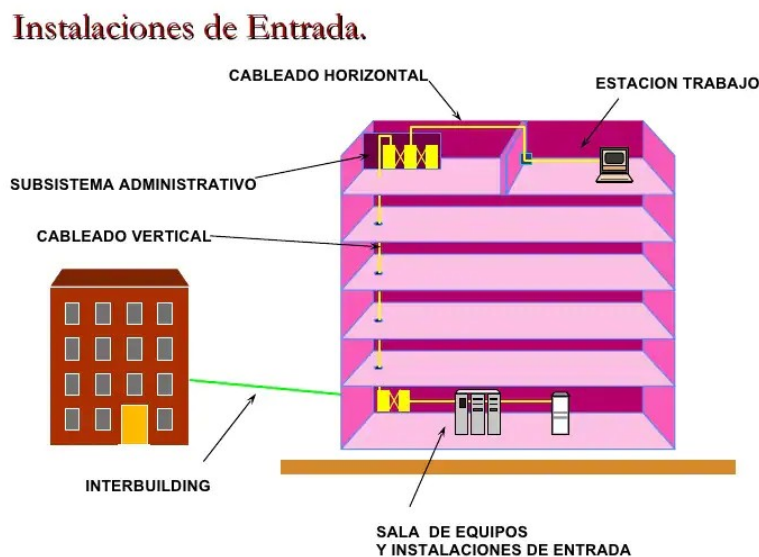 Instalaciones de Entrada.
CABLEADO HORIZONTAL
ESTACION TRABAJO
SUBSISTEMA ADMINISTRATIVO
CABLEADO VERTICAL
INTERBUILDING
SALA DE EQUIPOS
Y INSTALACIONES DE ENTRADA